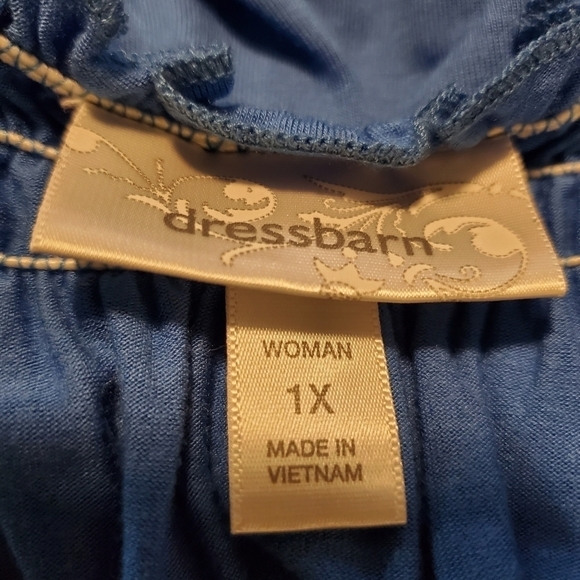 dressbarn
WOMAN
1X
MADE IN
VIETNAM